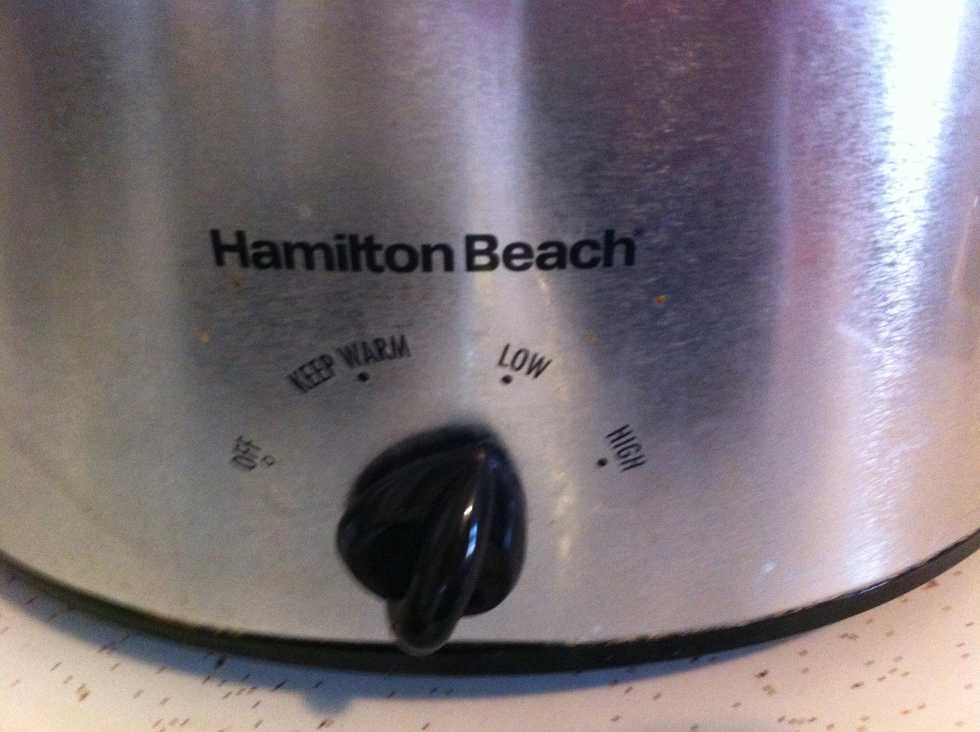 Hamilton Beach
OFF
KEEP WARM
LOW
HIGH